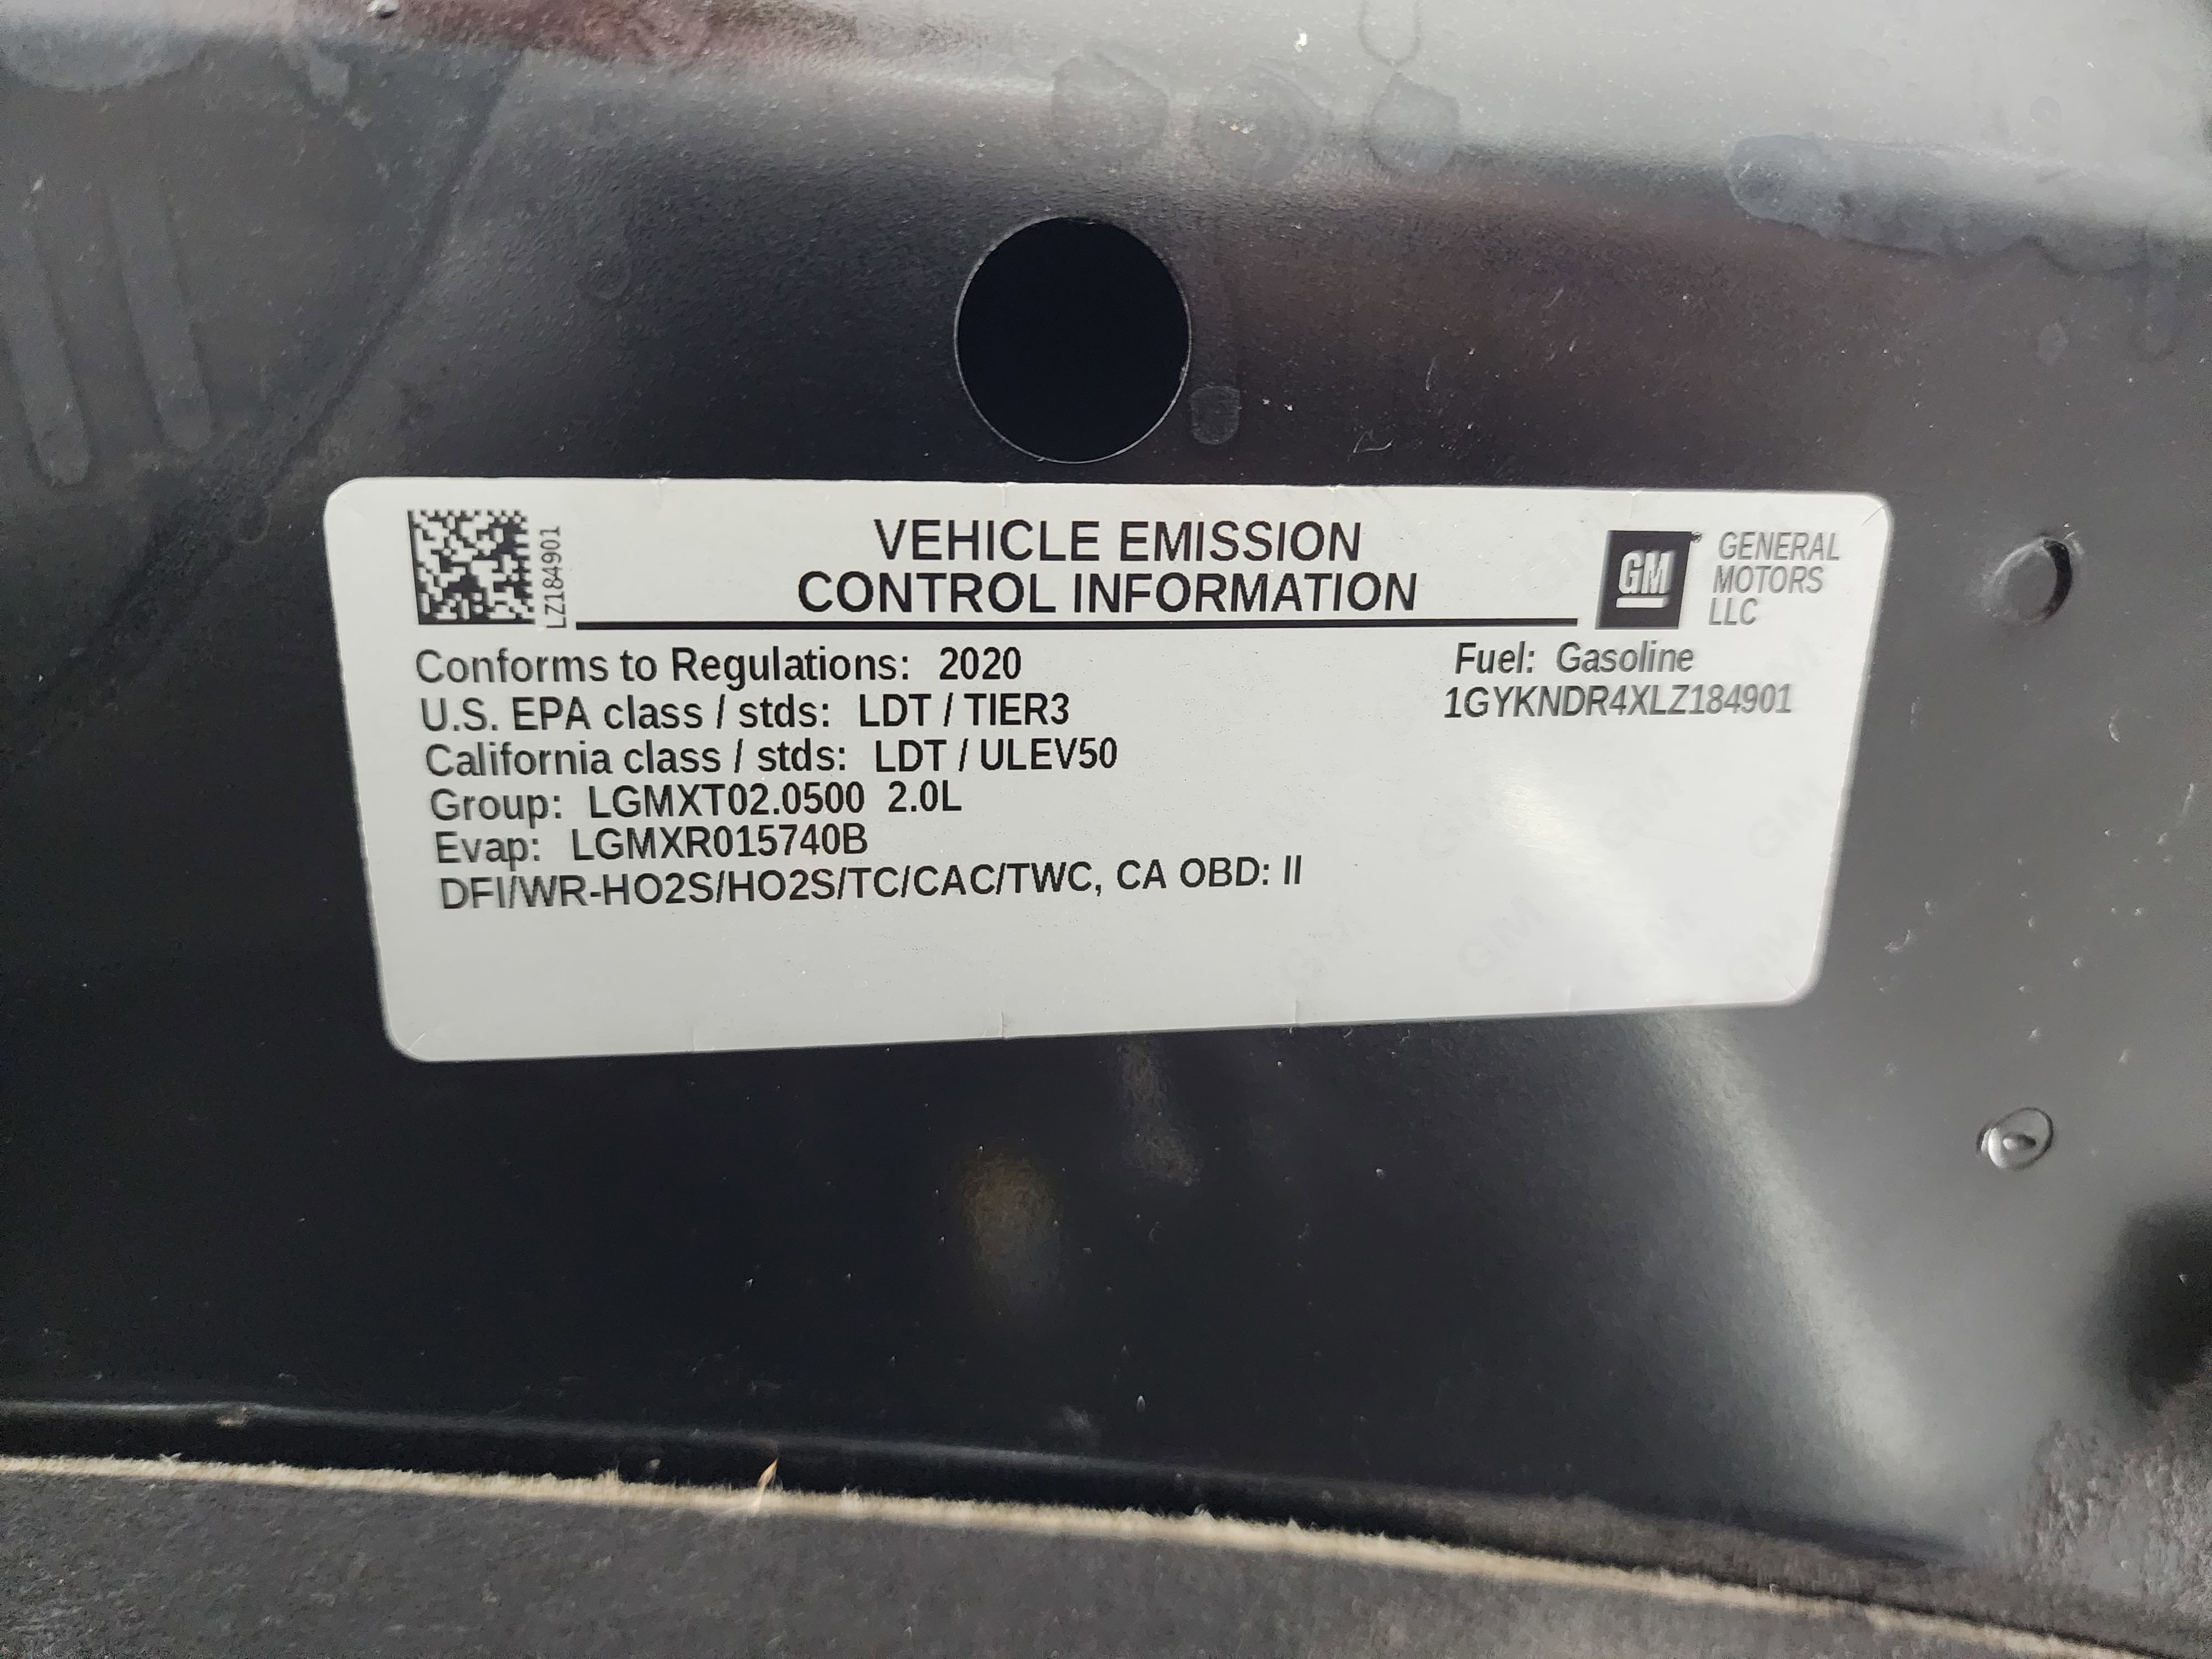 LZ184901
VEHICLE EMISSION
CONTROL INFORMATION
GM
GENERAL
MOTORS
LLC
Conforms to Regulations: 2020
U.S. EPA class / stds: LDT / TIER3
California class / stds: LDT / ULEV50
Group: LGMXT02.0500 2.0L
Evap: LGMXR015740B
DFI/WR-HO2S/HO2S/TC/CAC/TWC, CA OBD: II
Fuel: Gasoline
1GYKNDR4XLZ184901